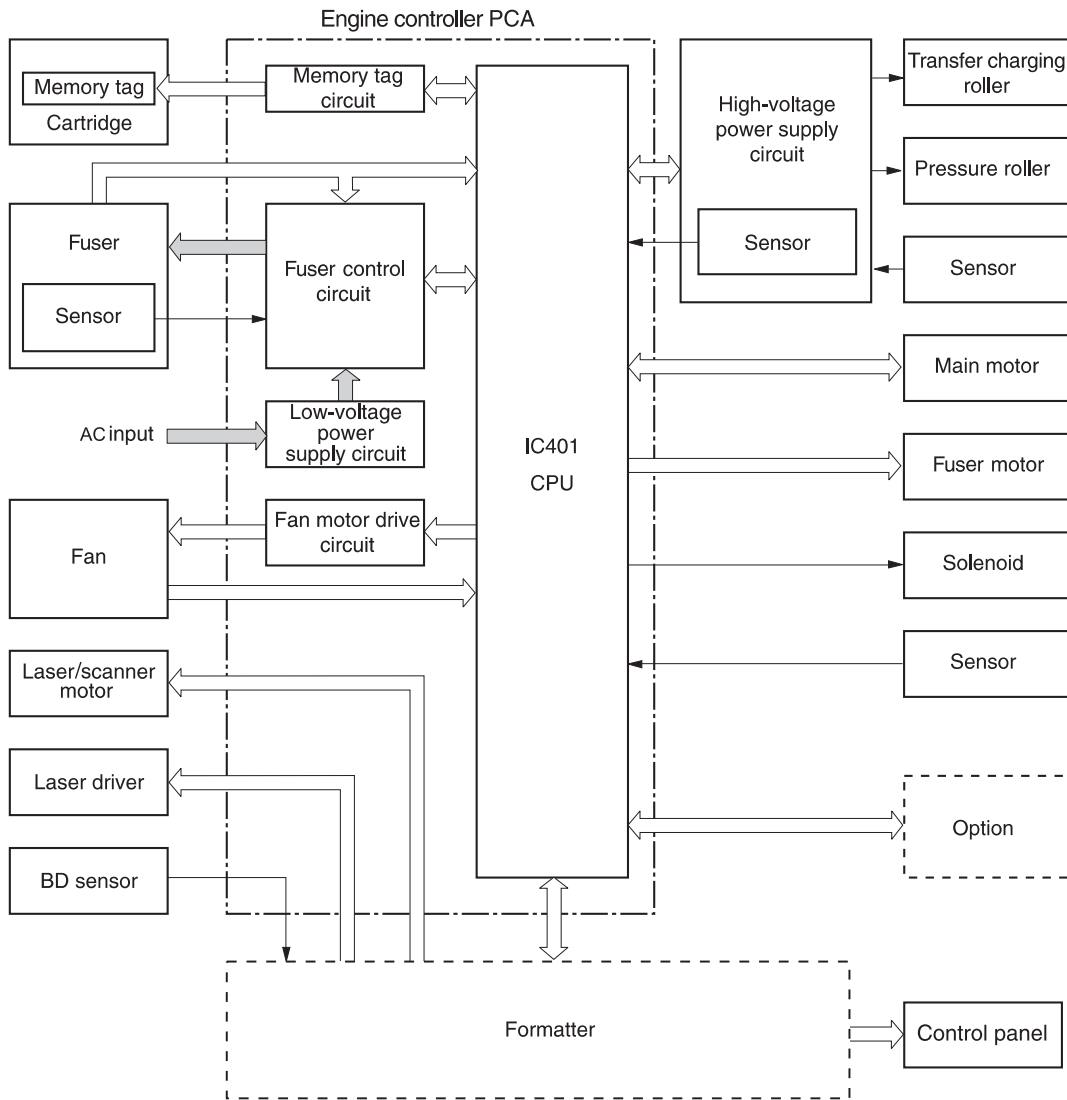 Engine controller PCA
Memory tag
Cartridge
Memory tag
circuit
High-voltage
power supply
circuit
Sensor
Transfer charging
roller
Pressure roller
Sensor
Fuser
Sensor
Fuser control
circuit
AC input
Low-voltage
power
supply circuit
IC401
CPU
Main motor
Fuser motor
Fan
Fan motor drive
circuit
Solenoid
Sensor
Laser/scanner
motor
Laser driver
BD sensor
Option
Formatter
Control panel